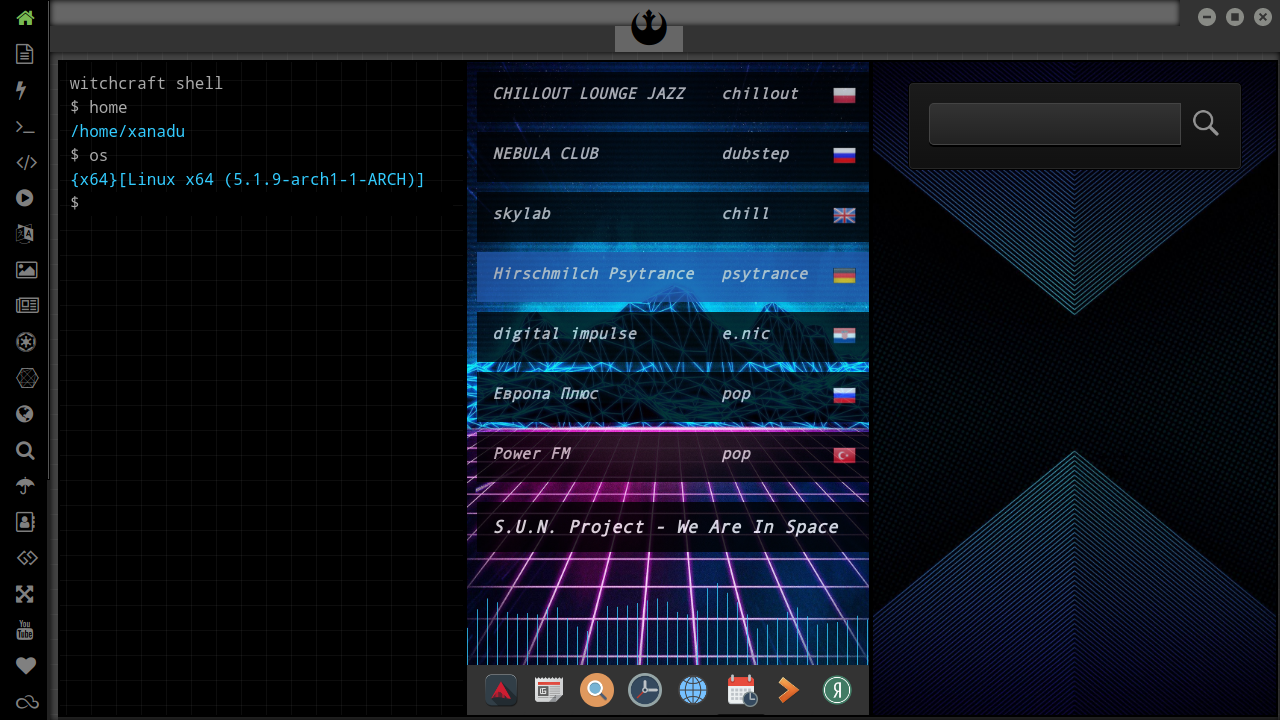 witchcraft shell
$ home
/home/xanadu
$ os
{x64}[Linux x64 (5.1.9-arch1-1-ARCH)]
$
CHILLOUT LOUNGE JAZZ chillout
NEBULA CLUB dubstep
skylab chill
Hirschmilch Psytrance psytrance
digital impulse e.nic
Европа Плюс pop
Power FM pop
S.U.N. Project - We Are In Space
You
Tube
Я